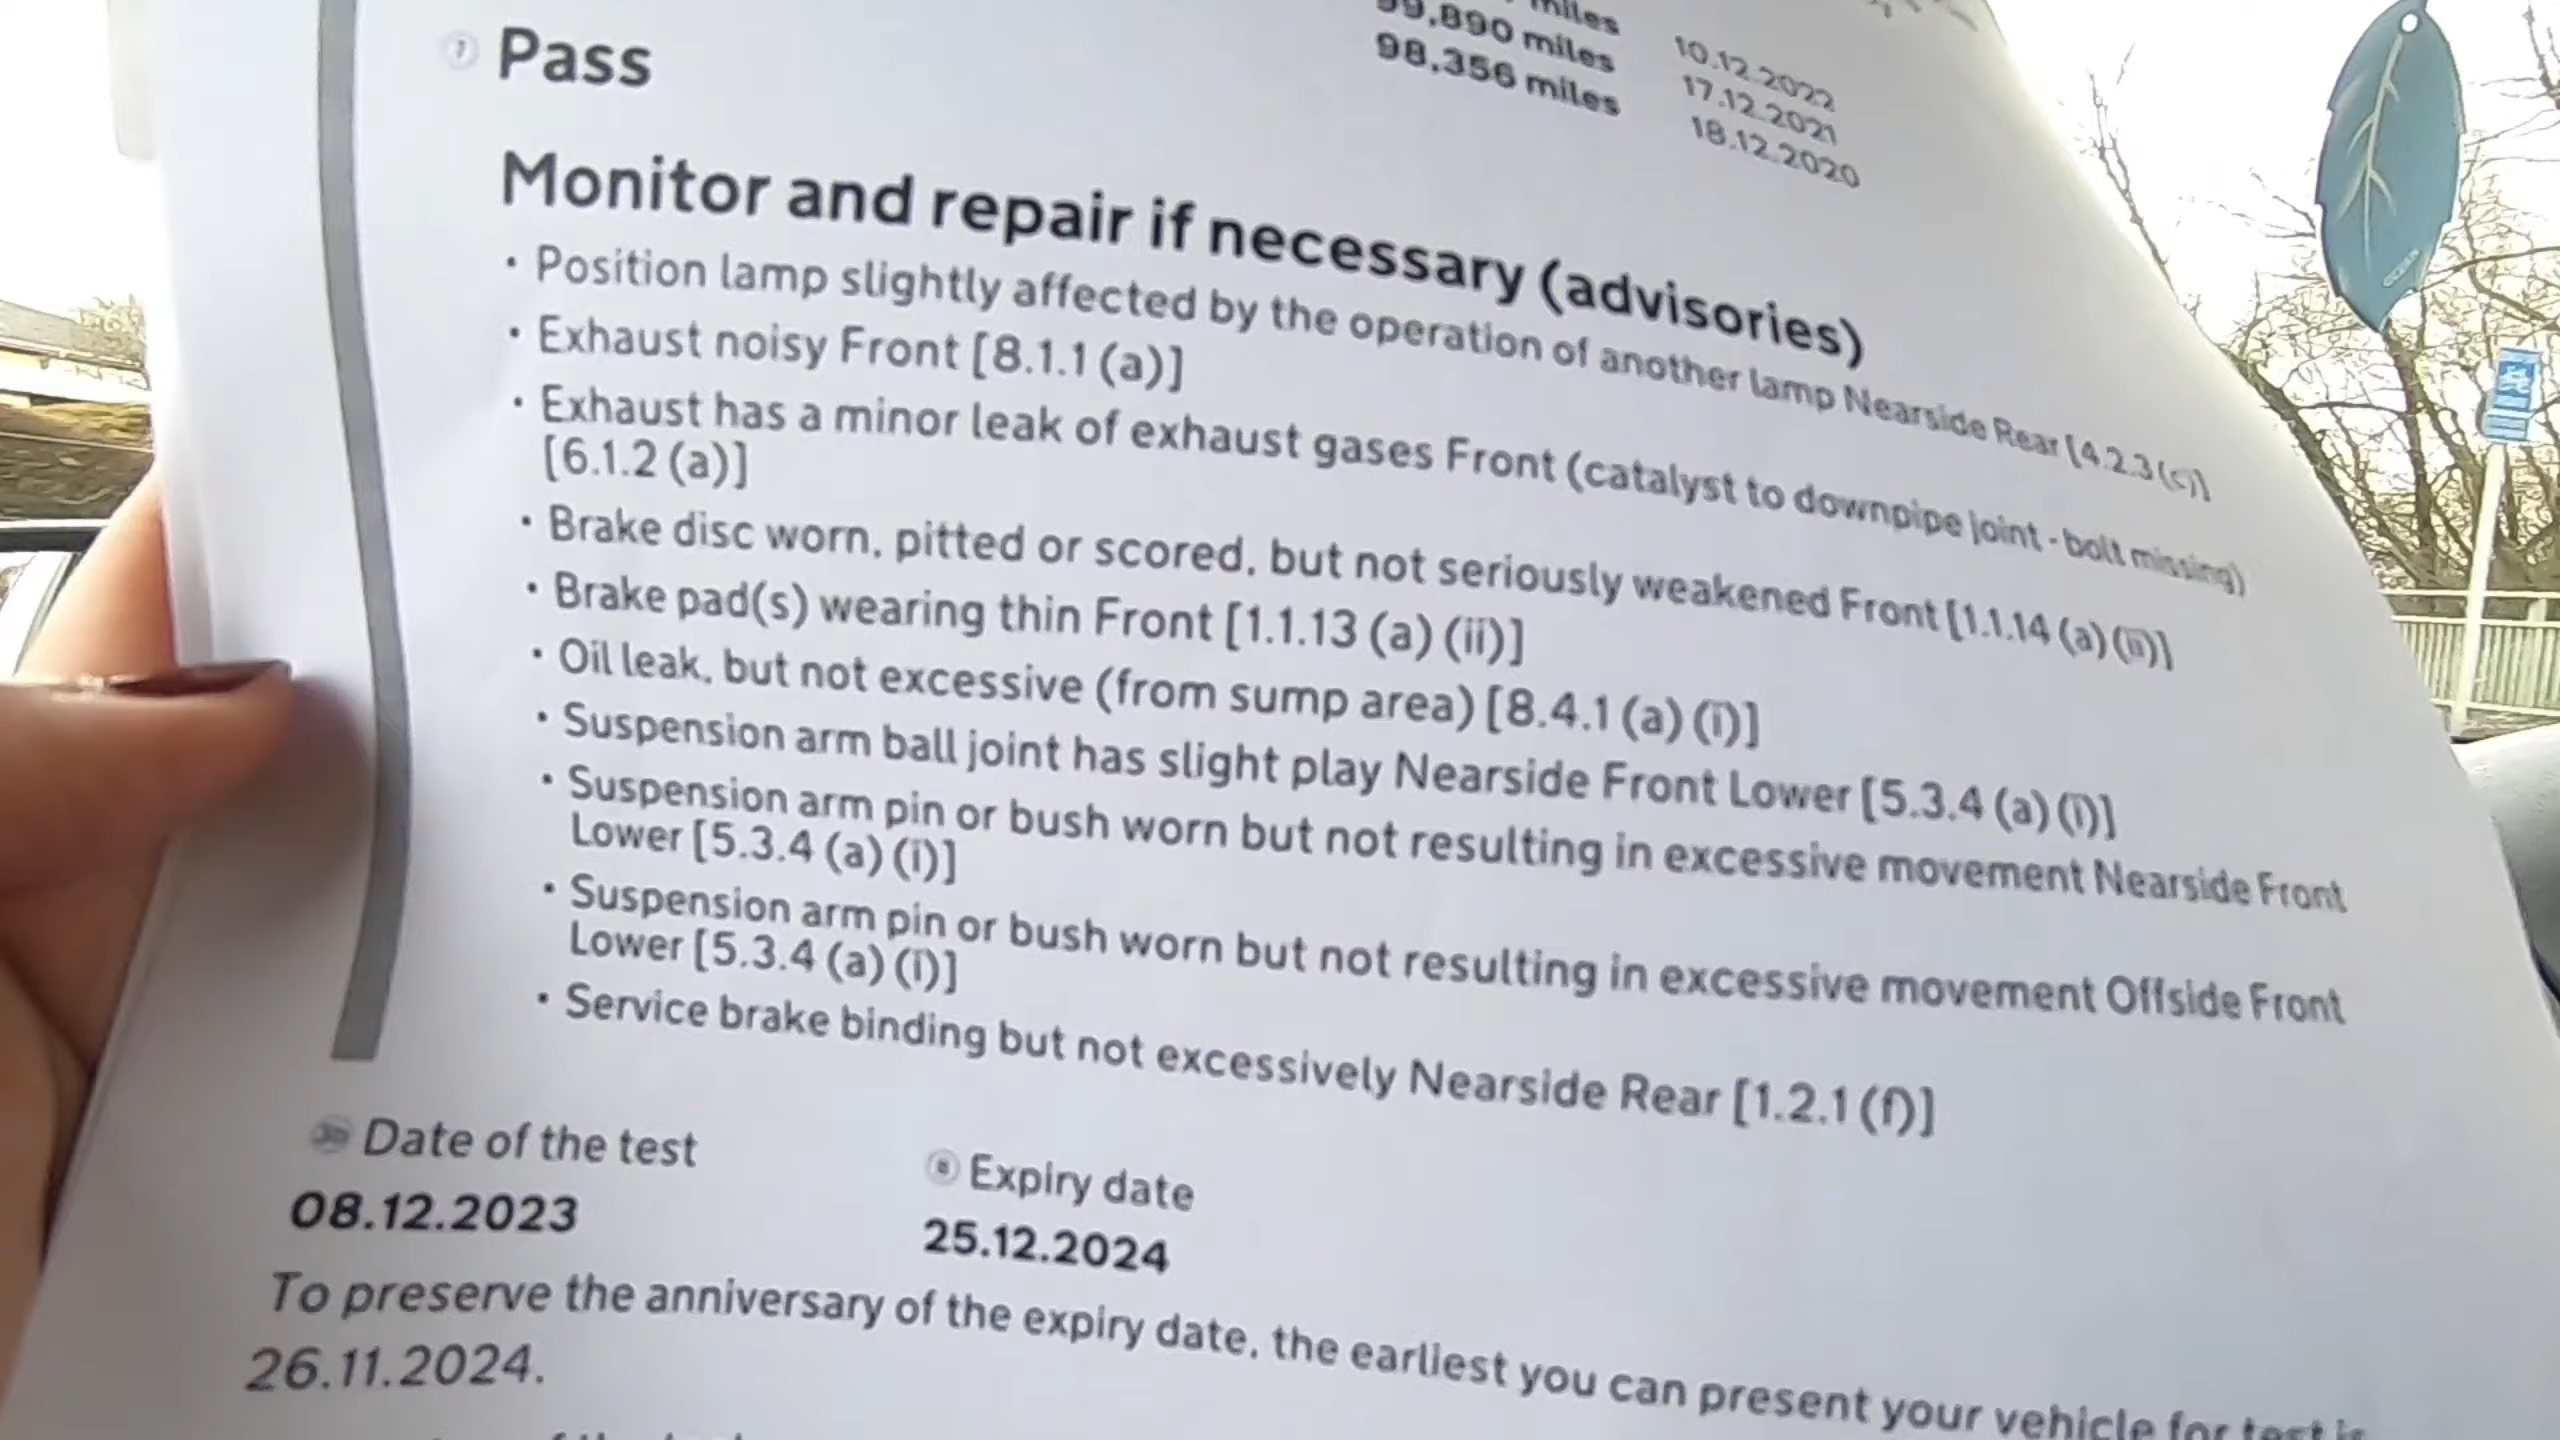 miles
99,890 miles
98,356 miles
10.12.2022
17.12.2021
18.12.2020
7 Pass
Monitor and repair if necessary (advisories)
• Position lamp slightly affected by the operation of another lamp Nearside Rear [4.2.3 (c)]
• Exhaust noisy Front [8.1.1 (a)]
• Exhaust has a minor leak of exhaust gases Front (catalyst to downpipe joint - bolt missing)
[6.1.2 (a)]
• Brake disc worn, pitted or scored, but not seriously weakened Front [1.1.14 (a) (ii)]
• Brake pad(s) wearing thin Front [1.1.13 (a) (ii)]
• Oil leak, but not excessive (from sump area) [8.4.1 (a) (i)]
• Suspension arm ball joint has slight play Nearside Front Lower [5.3.4 (a) (i)]
• Suspension arm pin or bush worn but not resulting in excessive movement Nearside Front
Lower [5.3.4 (a) (i)]
• Suspension arm pin or bush worn but not resulting in excessive movement Offside Front
Lower [5.3.4 (a) (i)]
• Service brake binding but not excessively Nearside Rear [1.2.1 (f)]
Date of the test
08.12.2023
8 Expiry date
25.12.2024
To preserve the anniversary of the expiry date, the earliest you can present your vehicle for test is
26.11.2024.